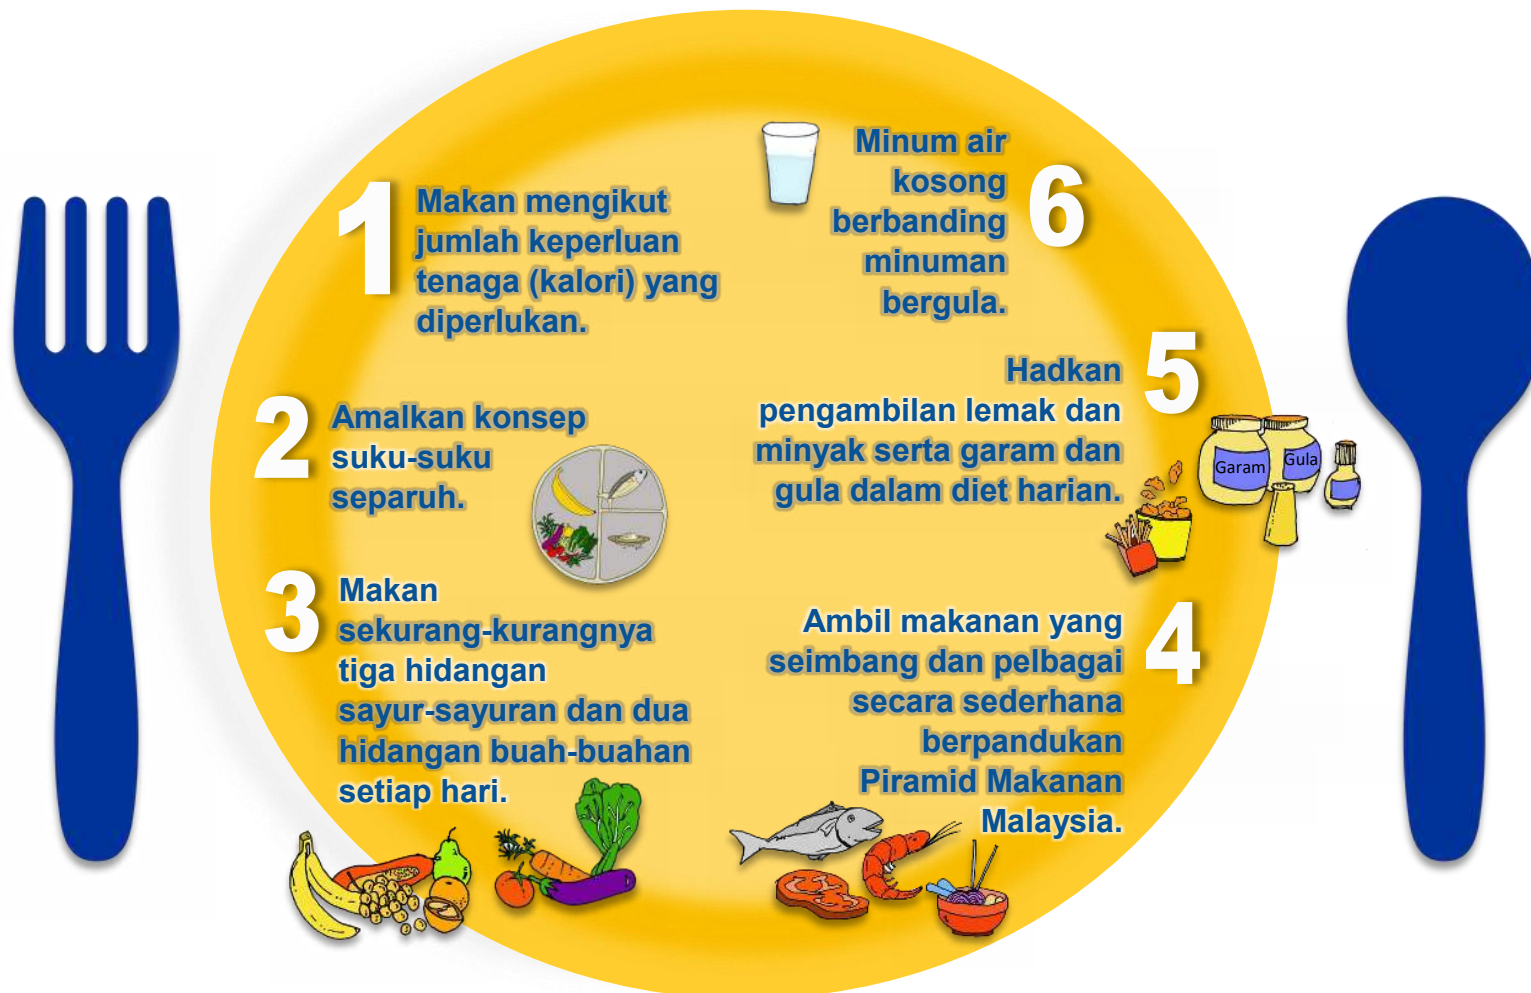 1
Makan mengikut
jumlah keperluan
tenaga (kalori) yang
diperlukan.
2
Amalkan konsep
suku-suku
separuh.
3
Makan
sekurang-kurangnya
tiga hidangan
sayur-sayuran dan dua
hidangan buah-buahan
setiap hari.
4
Ambil makanan yang
seimbang dan pelbagai
secara sederhana
berpandukan
Piramid Makanan
Malaysia.
5
Hadkan
pengambilan lemak dan
minyak serta garam dan
gula dalam diet harian.
Garam
Gula
6
Minum air
kosong
berbanding
minuman
bergula.